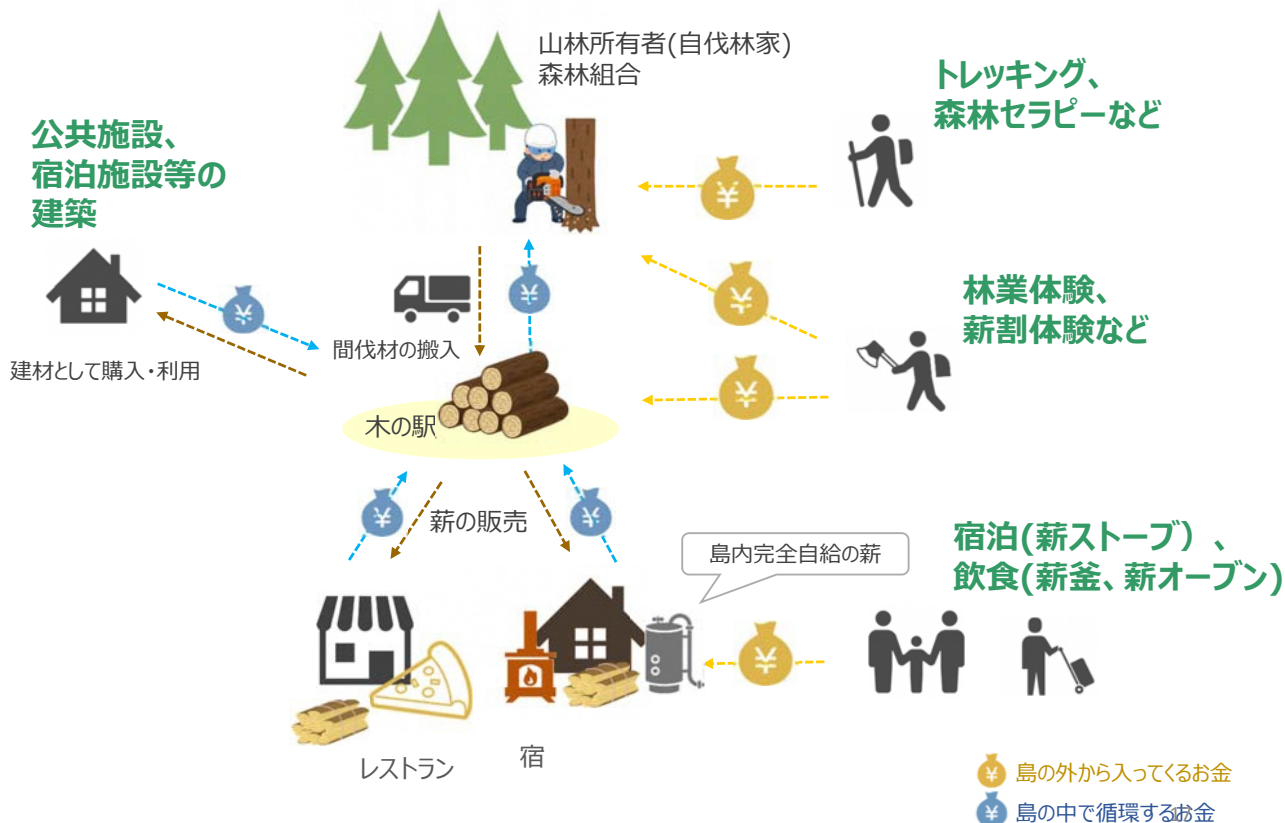 山林所有者(自伐林家)
森林組合
トレッキング、
森林セラピーなど
公共施設、
宿泊施設等の
建築
林業体験、
薪割体験など
建材として購入・利用
間伐材の搬入
木の駅
薪の販売
島内完全自給の薪
宿泊(薪ストーブ）、
飲食(薪釜、薪オーブン)
レストラン
宿
¥ 島の外から入ってくるお金
¥ 島の中で循環するお金